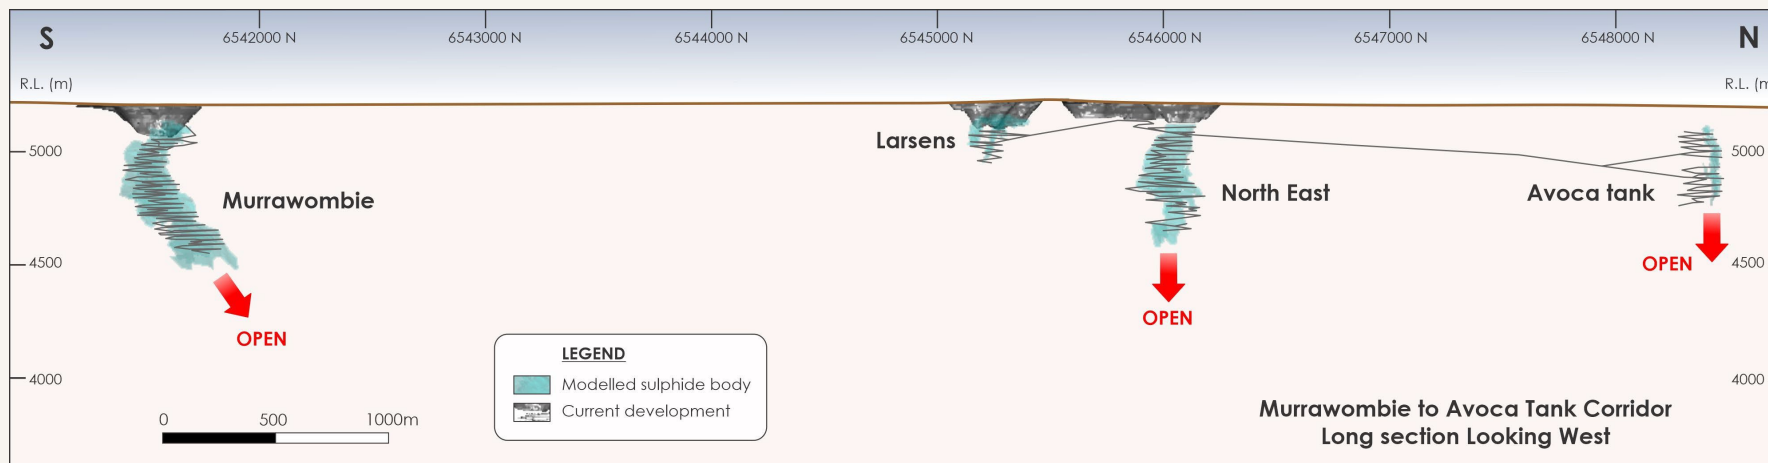 S
6542000 N
6543000 N
6544000 N
6545000 N
6546000 N
6547000 N
6548000 N
N
R.L. (m)
R.L. (m
Larsens
5000
5000
Murrawombie
North East
Avoca tank
4500
OPEN
4500
OPEN
OPEN
LEGEND
4000
Modelled sulphide body
4000
Current development
0
500
1000m
Murrawombie to Avoca Tank Corridor
Long section Looking West